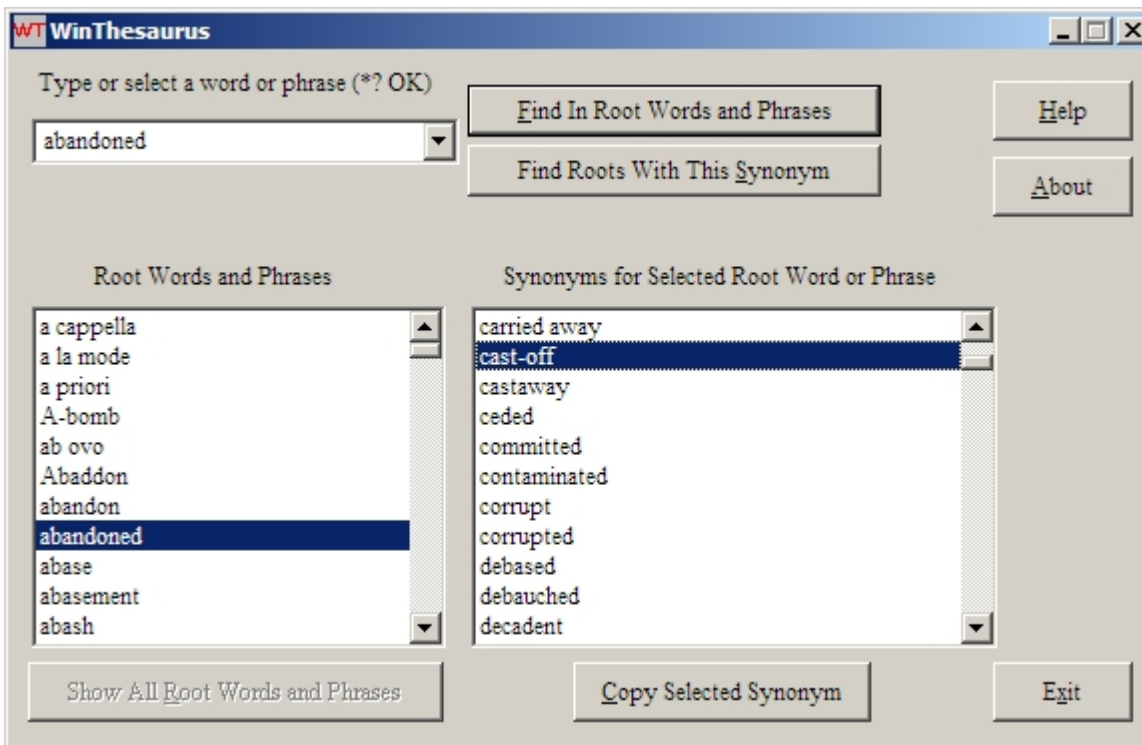 WT WinThesaurus
Type or select a word or phrase (*? OK)
abandoned
Find In Root Words and Phrases
Find Roots With This Synonym
Help
About
Root Words and Phrases
a cappella
a la mode
a priori
A-bomb
ab ovo
Abaddon
abandon
abandoned
abase
abasement
abash
Synonyms for Selected Root Word or Phrase
carried away
cast-off
castaway
ceded
committed
contaminated
corrupt
corrupted
debased
debauched
decadent
Show All Root Words and Phrases
Copy Selected Synonym
Exit